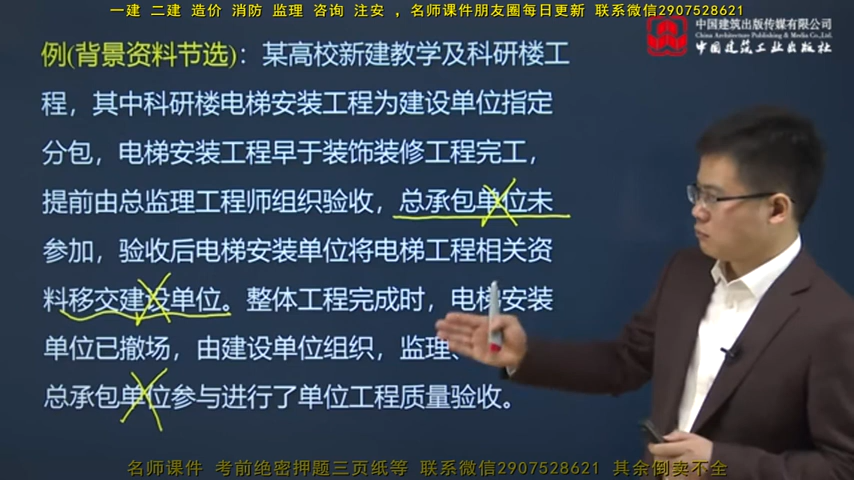 一建 二建 造价 消防 监理 咨询 注安 ，名师课件朋友圈每日更新 联系微信2907528621
中国建筑出版传媒有限公司
China Architecture Publishing & Media Co.,Ltd.
中国建筑工业出版社
例(背景资料节选)：某高校新建教学及科研楼工
程，其中科研楼电梯安装工程为建设单位指定
分包，电梯安装工程早于装饰装修工程完工，
提前由总监理工程师组织验收，总承包单位未
参加，验收后电梯安装单位将电梯工程相关资
料移交建设单位。整体工程完成时，电梯安装
单位已撤场，由建设单位组织，监理、
总承包单位参与进行了单位工程质量验收。
名师课件 考前绝密押题三页纸等 联系微信2907528621 其余倒卖不全